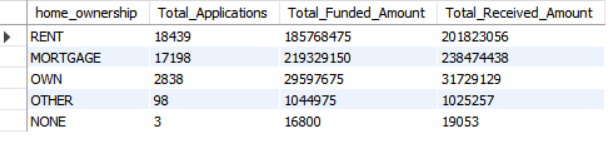 home_ownership Total_Applications Total_Funded_Amount Total_Received_Amount
RENT 18439 185768475 201823056
MORTGAGE 17198 219329150 238474438
OWN 2838 29597675 31729129
OTHER 98 1044975 1025257
NONE 3 16800 19053